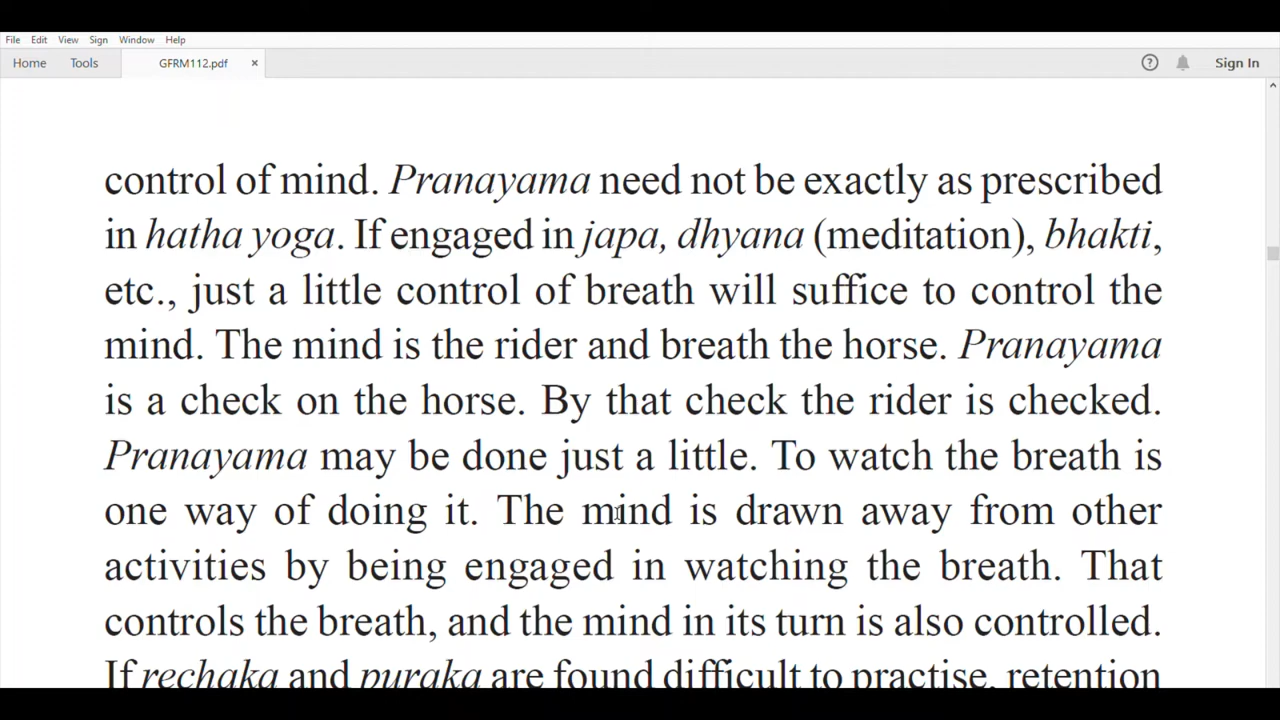 File Edit View Sign Window Help
Home Tools GFRM112.pdf × ? Sign In
control of mind. Pranayama need not be exactly as prescribed
in hatha yoga. If engaged in japa, dhyana (meditation), bhakti,
etc., just a little control of breath will suffice to control the
mind. The mind is the rider and breath the horse. Pranayama
is a check on the horse. By that check the rider is checked.
Pranayama may be done just a little. To watch the breath is
one way of doing it. The mind is drawn away from other
activities by being engaged in watching the breath. That
controls the breath, and the mind in its turn is also controlled.
If rechaka and puraka are found difficult to practise, retention